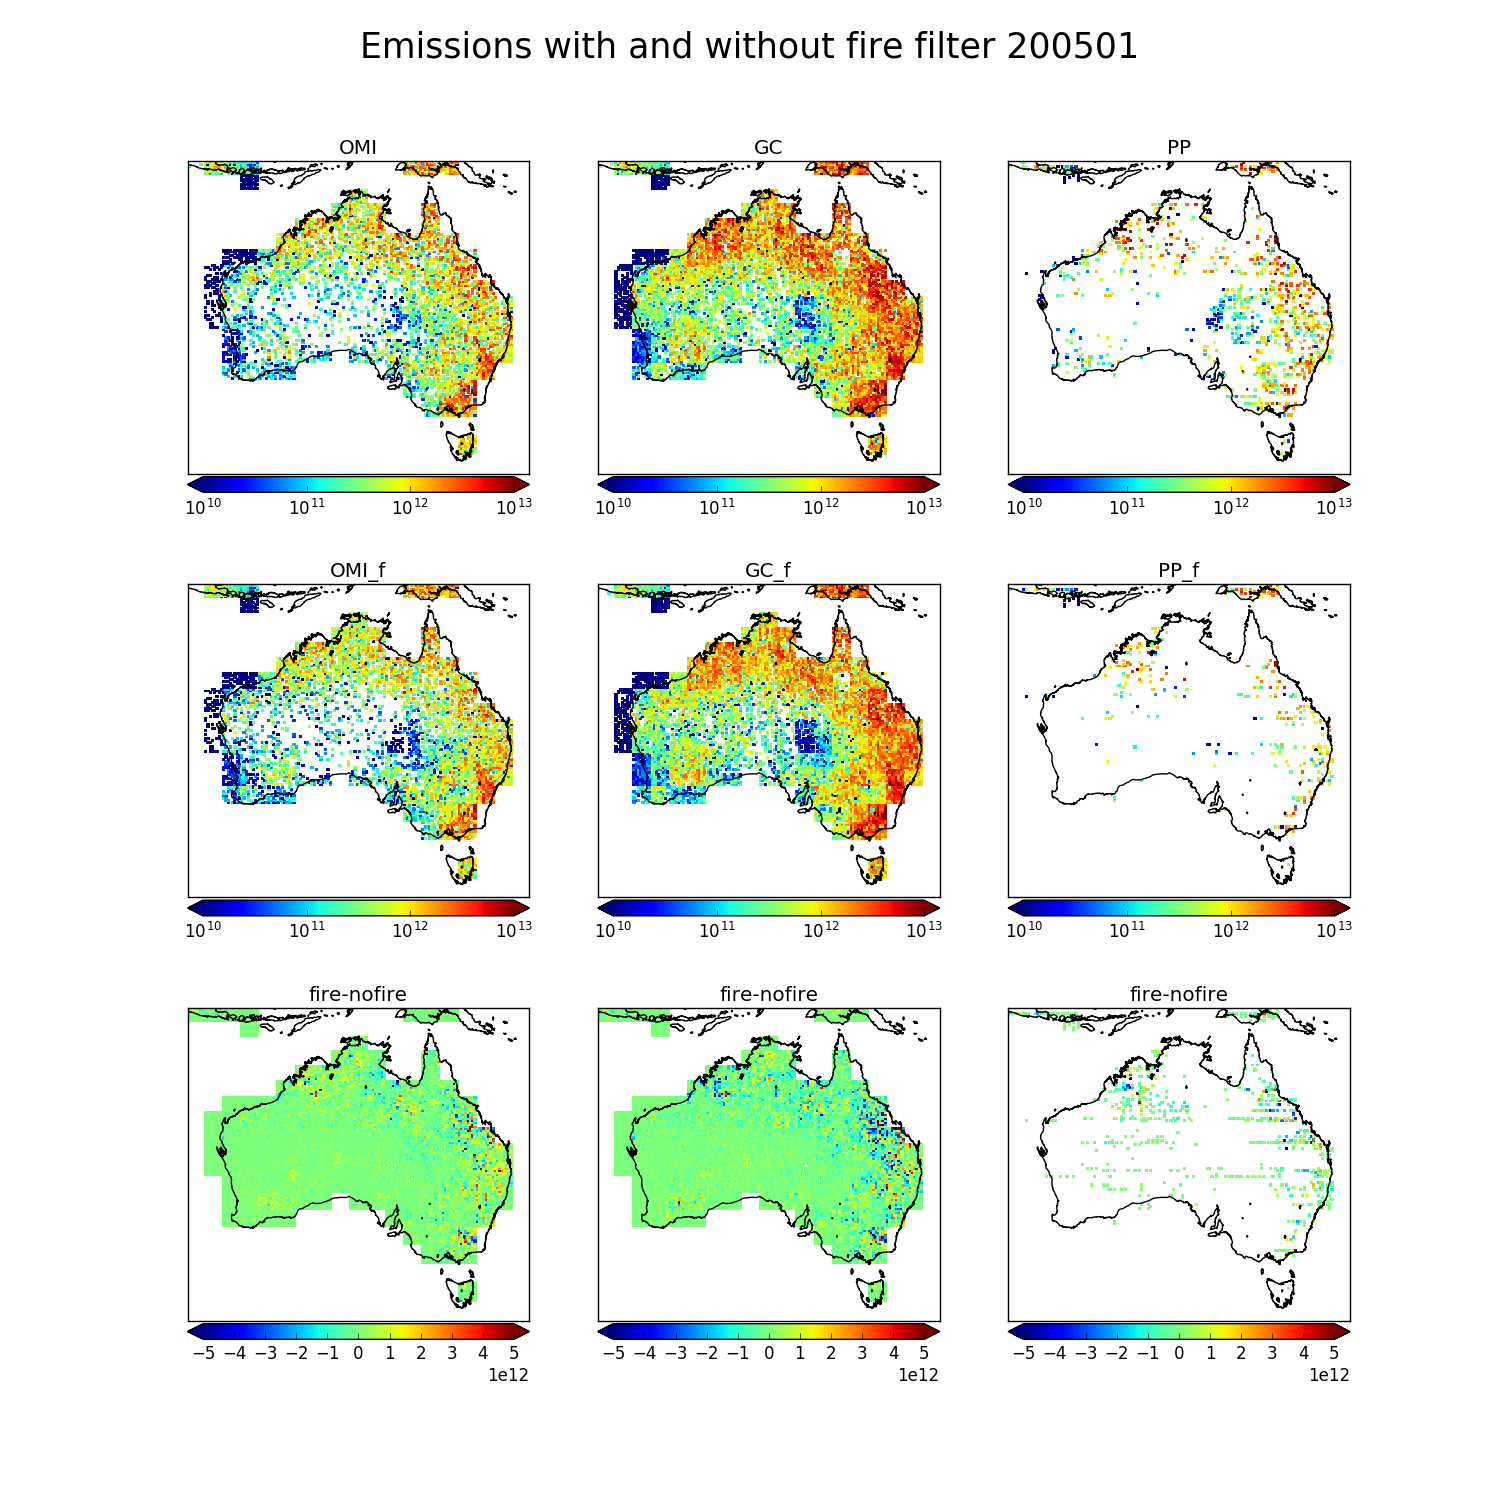 Emissions with and without fire filter 200501
OMI GC PP
10^10 10^11 10^12 10^13 10^10 10^11 10^12 10^13 10^10 10^11 10^12 10^13
OMI_f GC_f PP_f
10^10 10^11 10^12 10^13 10^10 10^11 10^12 10^13 10^10 10^11 10^12 10^13
fire-nofire fire-nofire fire-nofire
−5 −4 −3 −2 −1 0 1 2 3 4 5 −5 −4 −3 −2 −1 0 1 2 3 4 5 −5 −4 −3 −2 −1 0 1 2 3 4 5
1e12 1e12 1e12